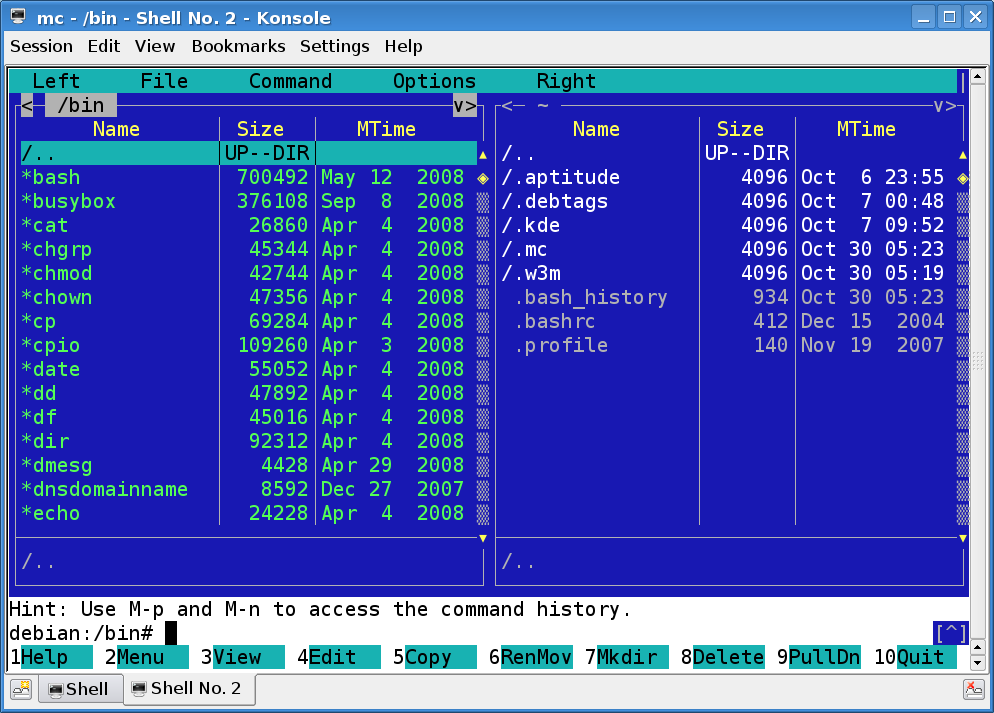 mc - /bin - Shell No. 2 - Konsole
Session Edit View Bookmarks Settings Help
Left File Command Options Right
< /bin v> < ~ v>
Name Size MTime Name Size MTime
/.. UP--DIR /.. UP--DIR
*bash 700492 May 12 2008 /.aptitude 4096 Oct 6 23:55
*busybox 376108 Sep 8 2008 /.debtags 4096 Oct 7 00:48
*cat 26860 Apr 4 2008 /.kde 4096 Oct 7 09:52
*chgrp 45344 Apr 4 2008 /.mc 4096 Oct 30 05:23
*chmod 42744 Apr 4 2008 /.w3m 4096 Oct 30 05:19
*chown 47356 Apr 4 2008 .bash_history 934 Oct 30 05:23
*cp 69284 Apr 4 2008 .bashrc 412 Dec 15 2004
*cpio 109260 Apr 3 2008 .profile 140 Nov 19 2007
*date 55052 Apr 4 2008
*dd 47892 Apr 4 2008
*df 45016 Apr 4 2008
*dir 92312 Apr 4 2008
*dmesg 4428 Apr 29 2008
*dnsdomainname 8592 Dec 27 2007
*echo 24228 Apr 4 2008
/.. /..
Hint: Use M-p and M-n to access the command history.
debian:/bin# [^]
1Help 2Menu 3View 4Edit 5Copy 6RenMov 7Mkdir 8Delete 9PullDn 10Quit
Shell Shell No. 2